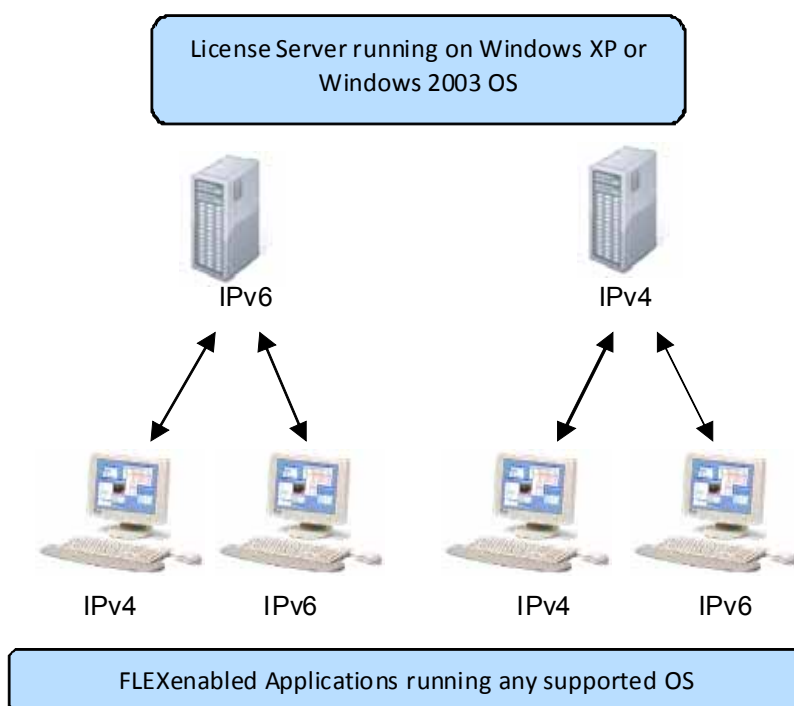 License Server running on Windows XP or
Windows 2003 OS
IPv6
IPv4
IPv4
IPv6
IPv4
IPv6
FLEXenabled Applications running any supported OS